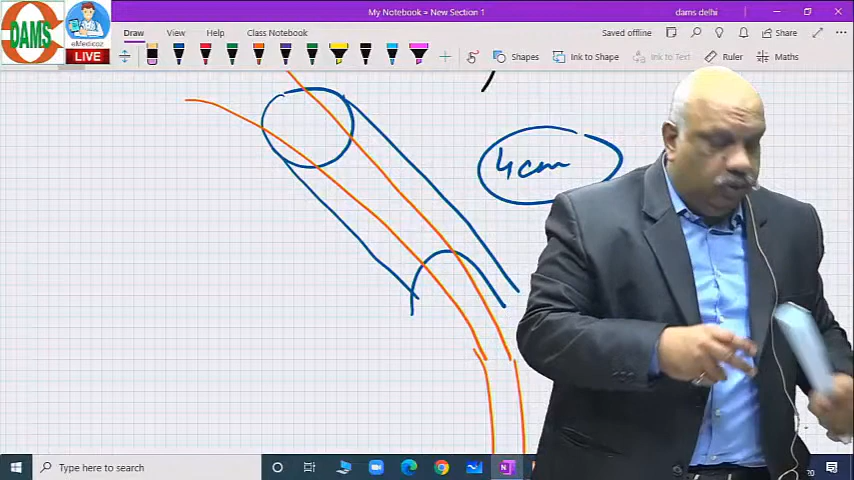 DAMS
eMedicoz
LIVE
My Notebook = New Section 1
dams delhi
Draw
View
Help
Class Notebook
Saved offline
Share
Shapes
Ink to Shape
Ink to Text
Ruler
Maths
4cm
Type here to search